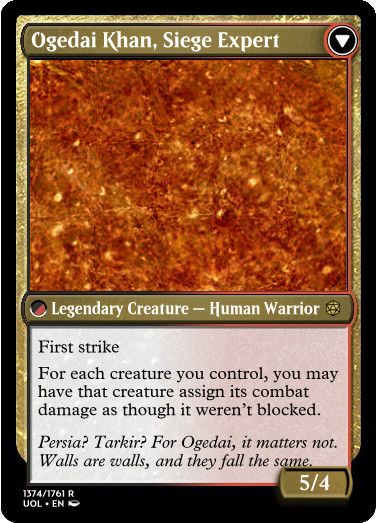 Ogedai Khan, Siege Expert
Legendary Creature — Human Warrior
First strike
For each creature you control, you may
have that creature assign its combat
damage as though it weren't blocked.
Persia? Tarkir? For Ogedai, it matters not.
Walls are walls, and they fall the same.
5/4
1374/1761 R
UOL • EN